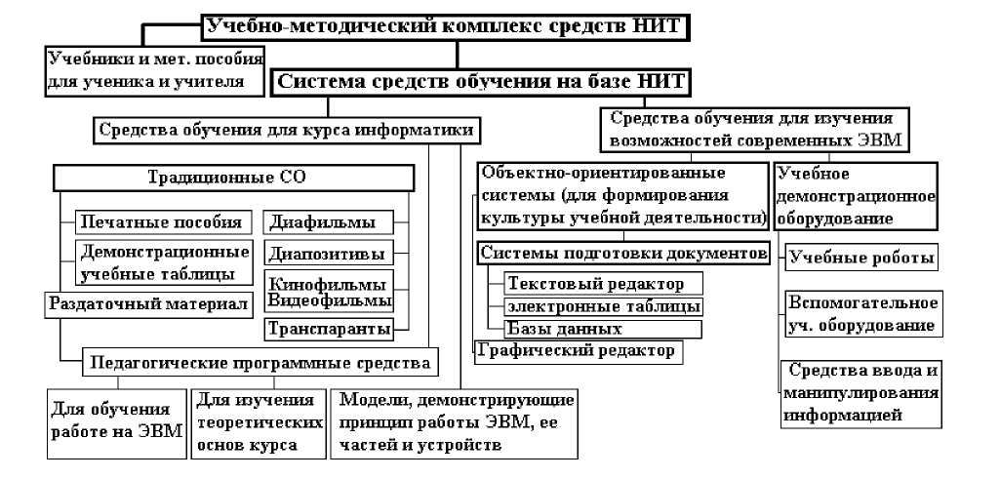 Учебно-методический комплекс средств НИТ
Учебники и мет. пособия
для ученика и учителя
Система средств обучения на базе НИТ
Средства обучения для курса информатики
Средства обучения для изучения
возможностей современных ЭВМ
Традиционные СО
Печатные пособия
Демонстрационные
учебные таблицы
Раздаточный материал
Диафильмы
Диапозитивы
Кинофильмы
Видеофильмы
Транспаранты
Педагогические программные средства
Для обучения
работе на ЭВМ
Для изучения
теоретических
основ курса
Модели, демонстрирующие
принцип работы ЭВМ, ее
частей и устройств
Объектно-ориентированные
системы (для формирования
культуры учебной деятельности)
Системы подготовки документов
Текстовый редактор
электронные таблицы
Базы данных
Графический редактор
Учебное
демонстрационное
оборудование
Учебные роботы
Вспомогательное
уч. оборудование
Средства ввода и
манипулирования
информацией